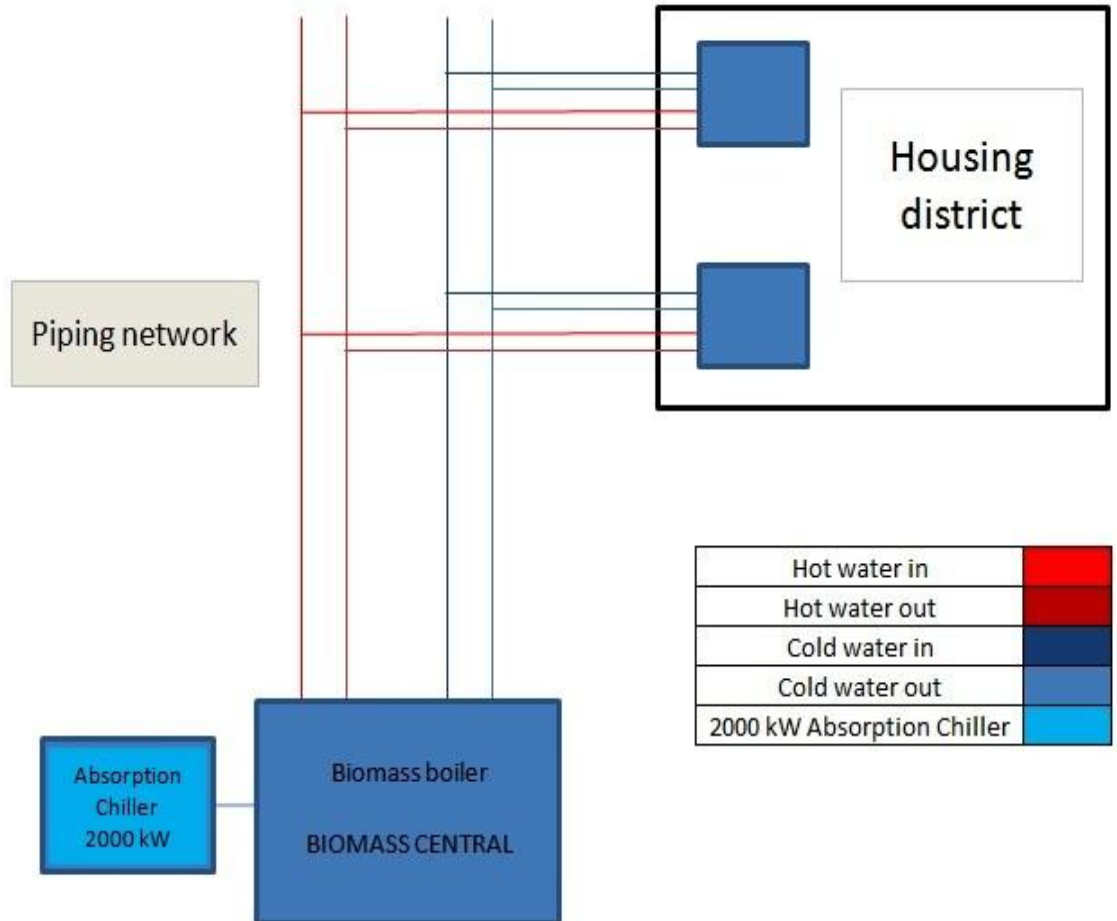 Housing
district
Piping network
Hot water in
Hot water out
Cold water in
Cold water out
2000 kW Absorption Chiller
Absorption
Chiller
2000 kW
Biomass boiler
BIOMASS CENTRAL